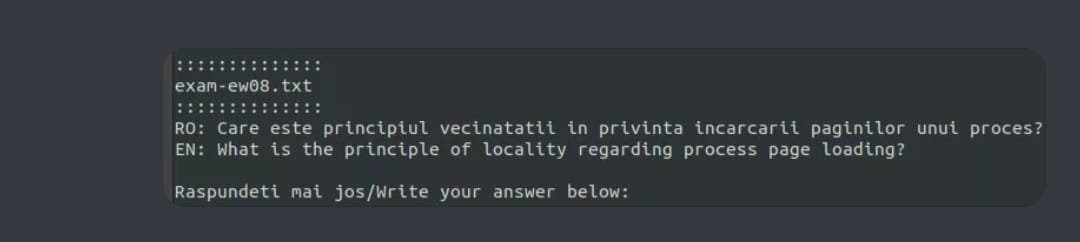 ::::::::::::::
exam-ew08.txt
::::::::::::::
RO: Care este principiul vecinatatii in privinta incarcarii paginilor unui proces?
EN: What is the principle of locality regarding process page loading?
Raspundeti mai jos/Write your answer below: